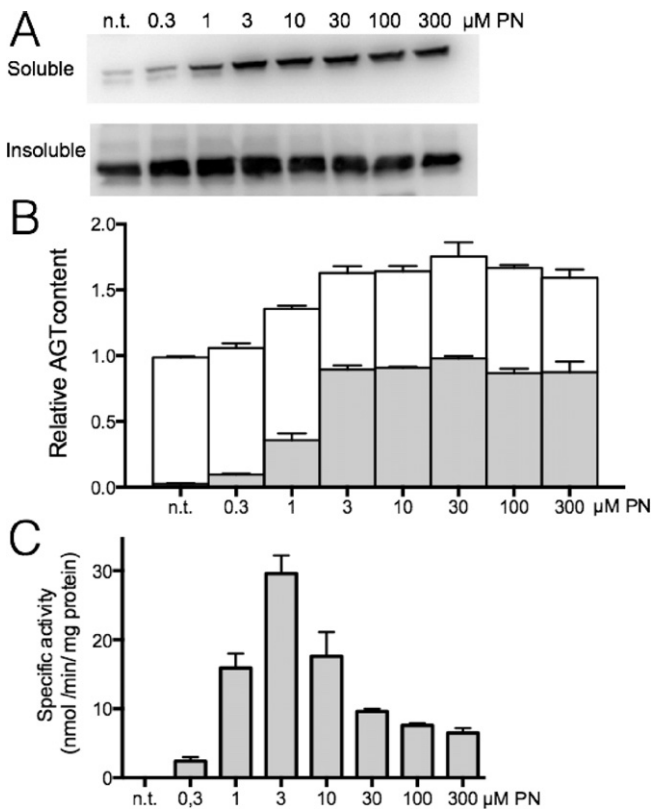 A
n.t. 0.3 1 3 10 30 100 300 µM PN
Soluble
Insoluble
B
Relative AGTcontent
2.0
1.5
1.0
0.5
0.0
n.t. 0.3 1 3 10 30 100 300 µM PN
C
Specific activity
(nmol /min/ mg protein)
30
20
10
0
n.t. 0,3 1 3 10 30 100 300 µM PN